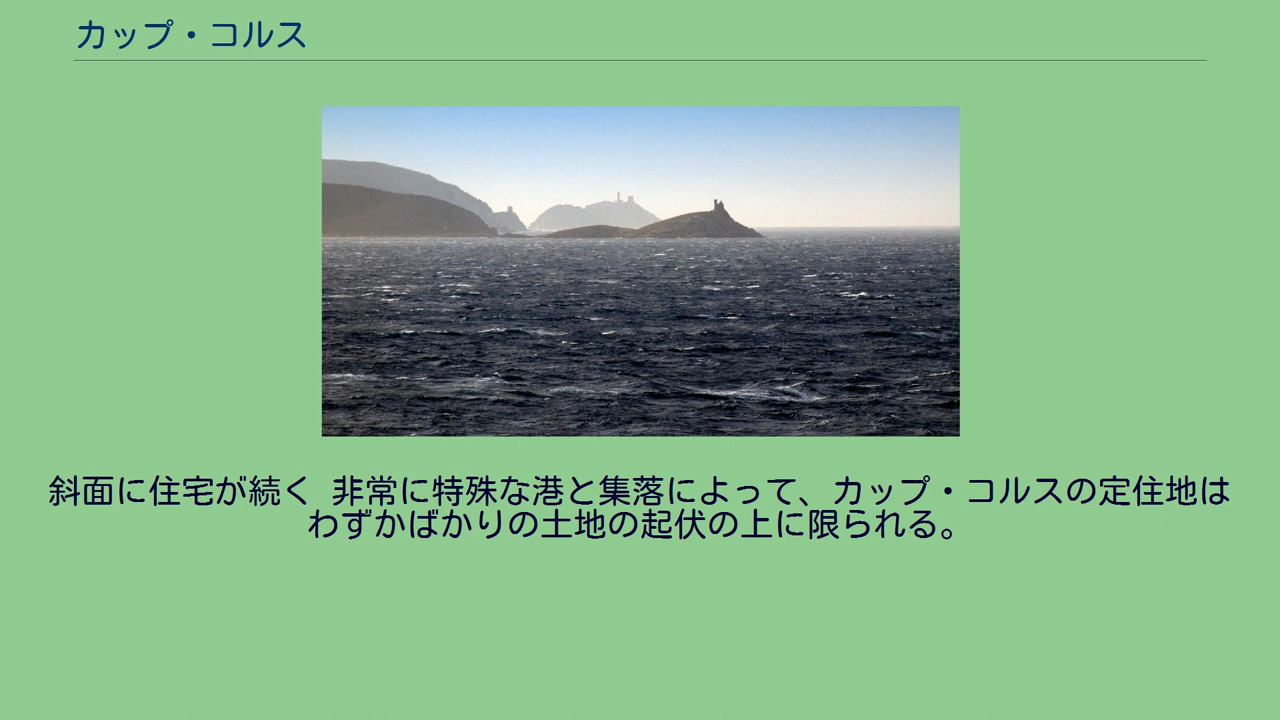 カップ・コルス
斜面に住宅が続く 非常に特殊な港と集落によって、カップ・コルスの定住地は
わずかばかりの土地の起伏の上に限られる。